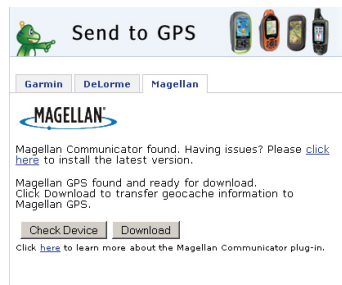 Send to GPS
Garmin DeLorme Magellan
MAGELLAN
Magellan Communicator found. Having issues? Please click
here to install the latest version.
Magellan GPS found and ready for download.
Click Download to transfer geocache information to
Magellan GPS.
Check Device Download
Click here to learn more about the Magellan Communicator plug-in.